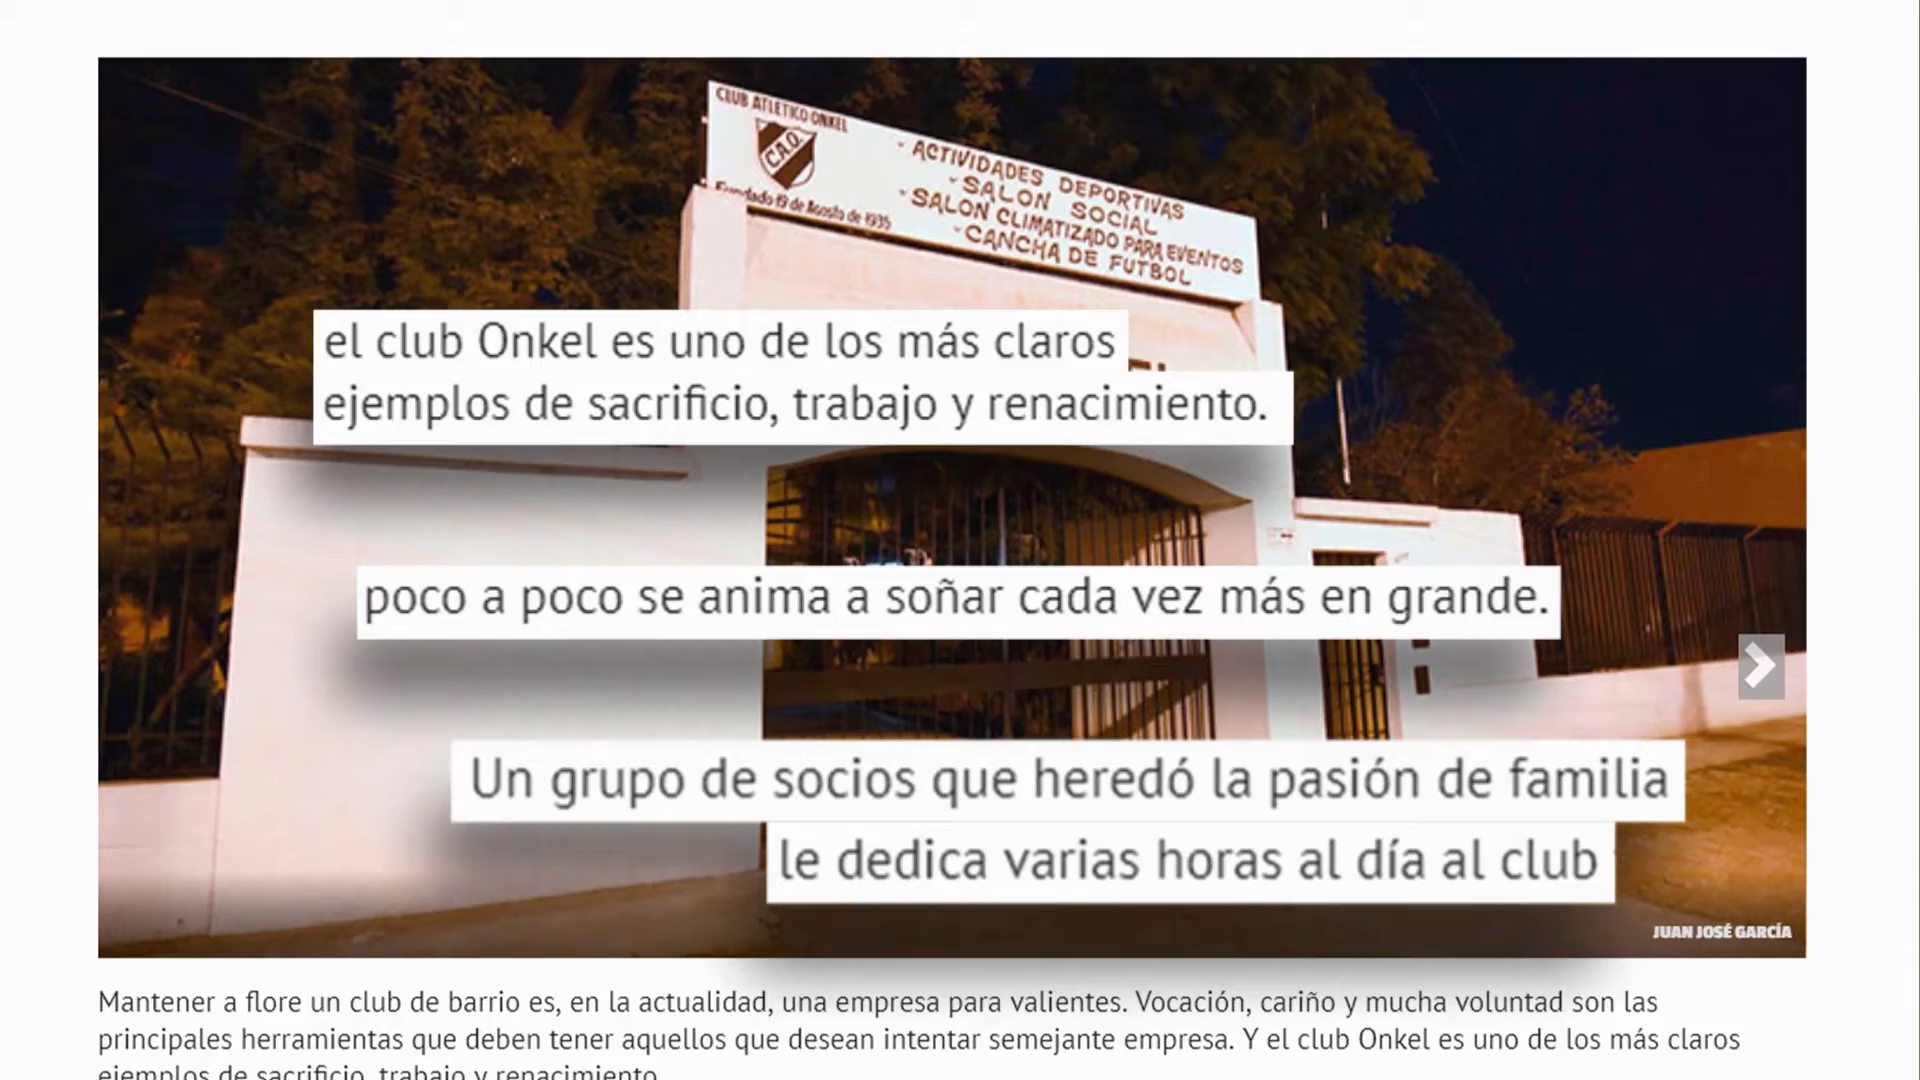 CLUB ATLETICO ONKEL
C.A.O.
Fundado 19 de Agosto de 1935
- ACTIVIDADES DEPORTIVAS
- SALON SOCIAL
- SALON CLIMATIZADO PARA EVENTOS
- CANCHA DE FUTBOL
el club Onkel es uno de los más claros
ejemplos de sacrificio, trabajo y renacimiento.
poco a poco se anima a soñar cada vez más en grande.
Un grupo de socios que heredó la pasión de familia
le dedica varias horas al día al club
JUAN JOSÉ GARCÍA
Mantener a flore un club de barrio es, en la actualidad, una empresa para valientes. Vocación, cariño y mucha voluntad son las
principales herramientas que deben tener aquellos que desean intentar semejante empresa. Y el club Onkel es uno de los más claros
ejemplos de sacrificio, trabajo y renacimiento.